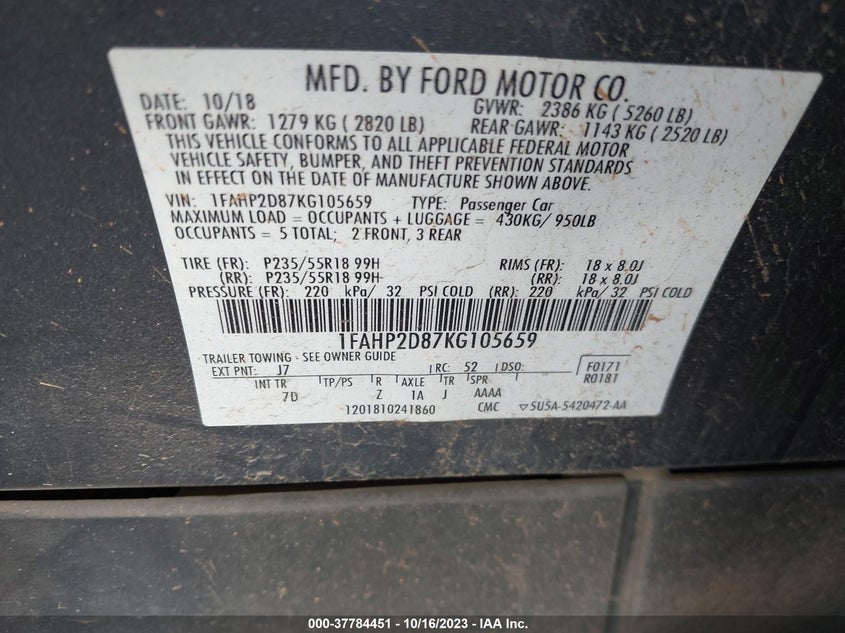 MFD. BY FORD MOTOR CO.
DATE: 10/18 GVWR: 2386 KG ( 5260 LB)
FRONT GAWR: 1279 KG ( 2820 LB) REAR GAWR: 1143 KG ( 2520 LB)
THIS VEHICLE CONFORMS TO ALL APPLICABLE FEDERAL MOTOR
VEHICLE SAFETY, BUMPER, AND THEFT PREVENTION STANDARDS
IN EFFECT ON THE DATE OF MANUFACTURE SHOWN ABOVE.
VIN: 1FAHP2D87KG105659 TYPE: Passenger Car
MAXIMUM LOAD = OCCUPANTS + LUGGAGE = 430KG/ 950LB
OCCUPANTS = 5 TOTAL; 2 FRONT, 3 REAR
TIRE (FR): P235/55R18 99H RIMS (FR): 18 x 8.0J
(RR): P235/55R18 99H (RR): 18 x 8.0J
PRESSURE (FR): 220 kPa/ 32 PSI COLD (RR): 220 kPa/ 32 PSI COLD
1FAHP2D87KG105659
TRAILER TOWING - SEE OWNER GUIDE
EXT PNT: J7 RC: 52 DSO: F0171
R0181
INT TR TP/PS R AXLE TR SPR
7D Z 1A J AAAA
1201810241860 CMC ▽5U5A-5420472-AA
000-37784451 | 10/16/2023 - IAA Inc.